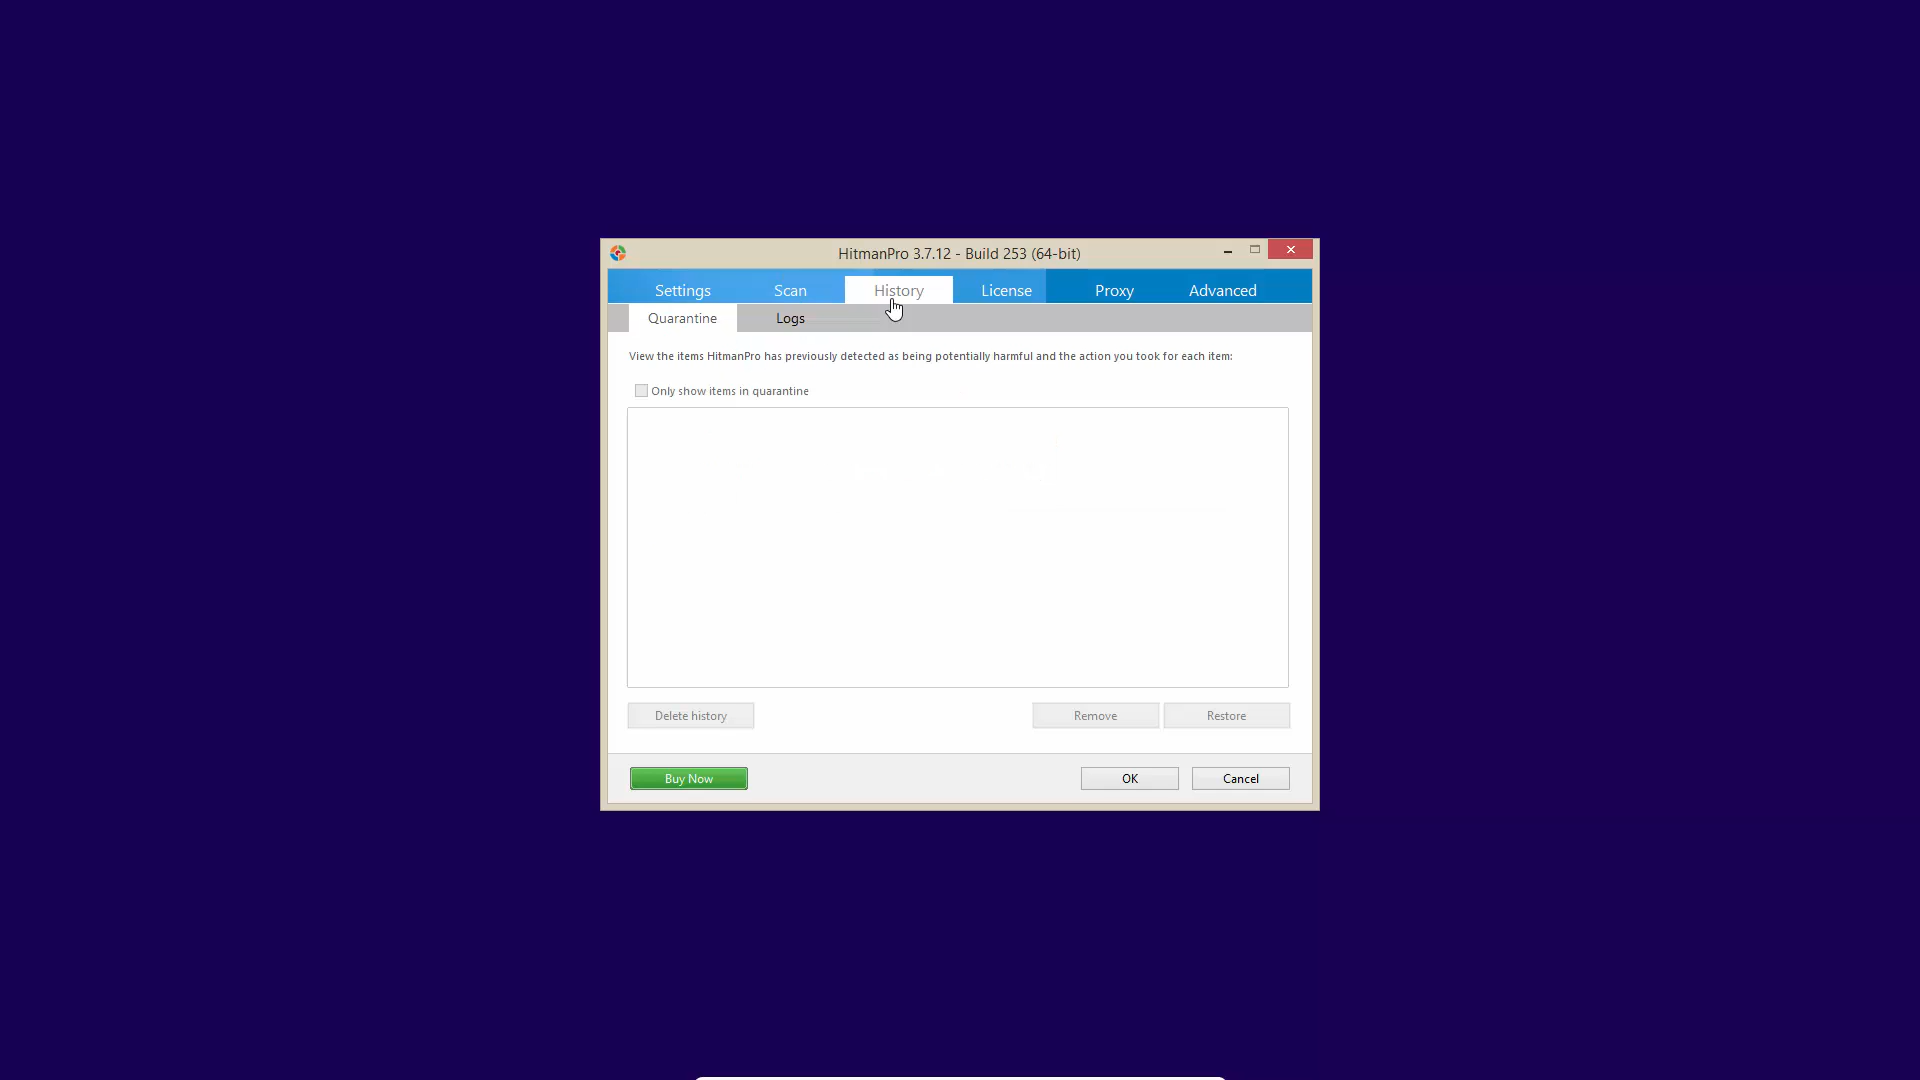 HitmanPro 3.7.12 - Build 253 (64-bit)
Settings Scan History License Proxy Advanced
Quarantine Logs
View the items HitmanPro has previously detected as being potentially harmful and the action you took for each item:
Only show items in quarantine
Delete history Remove Restore
Buy Now OK Cancel